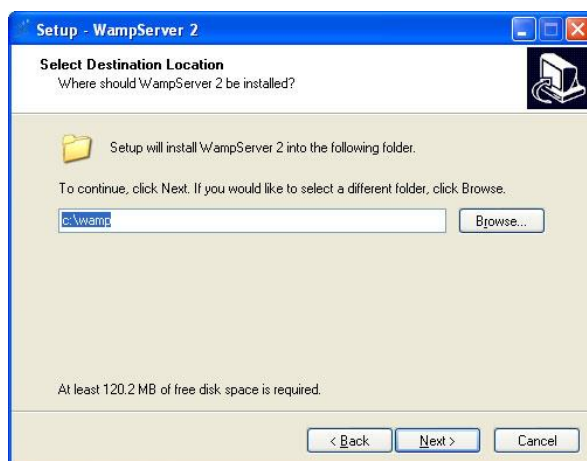 Setup - WampServer 2
Select Destination Location
Where should WampServer 2 be installed?
Setup will install WampServer 2 into the following folder.
To continue, click Next. If you would like to select a different folder, click Browse.
c:\wamp
Browse...
At least 120.2 MB of free disk space is required.
< Back
Next >
Cancel